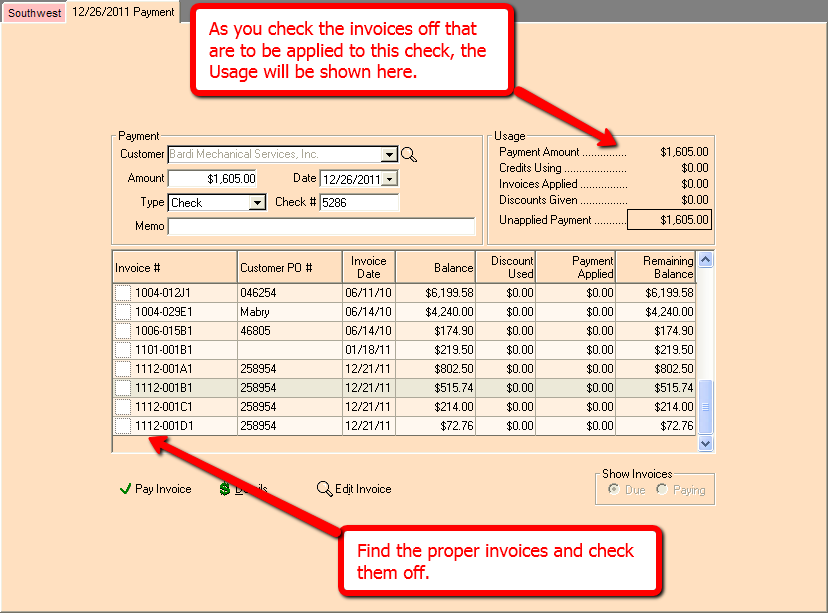 Southwest 12/26/2011 Payment
As you check the invoices off that
are to be applied to this check, the
Usage will be shown here.
Payment
Customer Bardi Mechanical Services, Inc.
Amount $1,605.00 Date 12/26/2011
Type Check Check # 5286
Memo
Usage
Payment Amount ............... $1,605.00
Credits Using ..................... $0.00
Invoices Applied ................ $0.00
Discounts Given ................ $0.00
Unapplied Payment .......... $1,605.00
Invoice # Customer PO # Invoice Date Balance Discount Used Payment Applied Remaining Balance
1004-012J1 046254 06/11/10 $6,199.58 $0.00 $0.00 $6,199.58
1004-029E1 Mabry 06/14/10 $4,240.00 $0.00 $0.00 $4,240.00
1006-015B1 46805 06/14/10 $174.90 $0.00 $0.00 $174.90
1101-001B1 01/18/11 $219.50 $0.00 $0.00 $219.50
1112-001A1 258954 12/21/11 $802.50 $0.00 $0.00 $802.50
1112-001B1 258954 12/21/11 $515.74 $0.00 $0.00 $515.74
1112-001C1 258954 12/21/11 $214.00 $0.00 $0.00 $214.00
1112-001D1 258954 12/21/11 $72.76 $0.00 $0.00 $72.76
Pay Invoice Edit Invoice
Show Invoices
Due Paying
Find the proper invoices and check
them off.